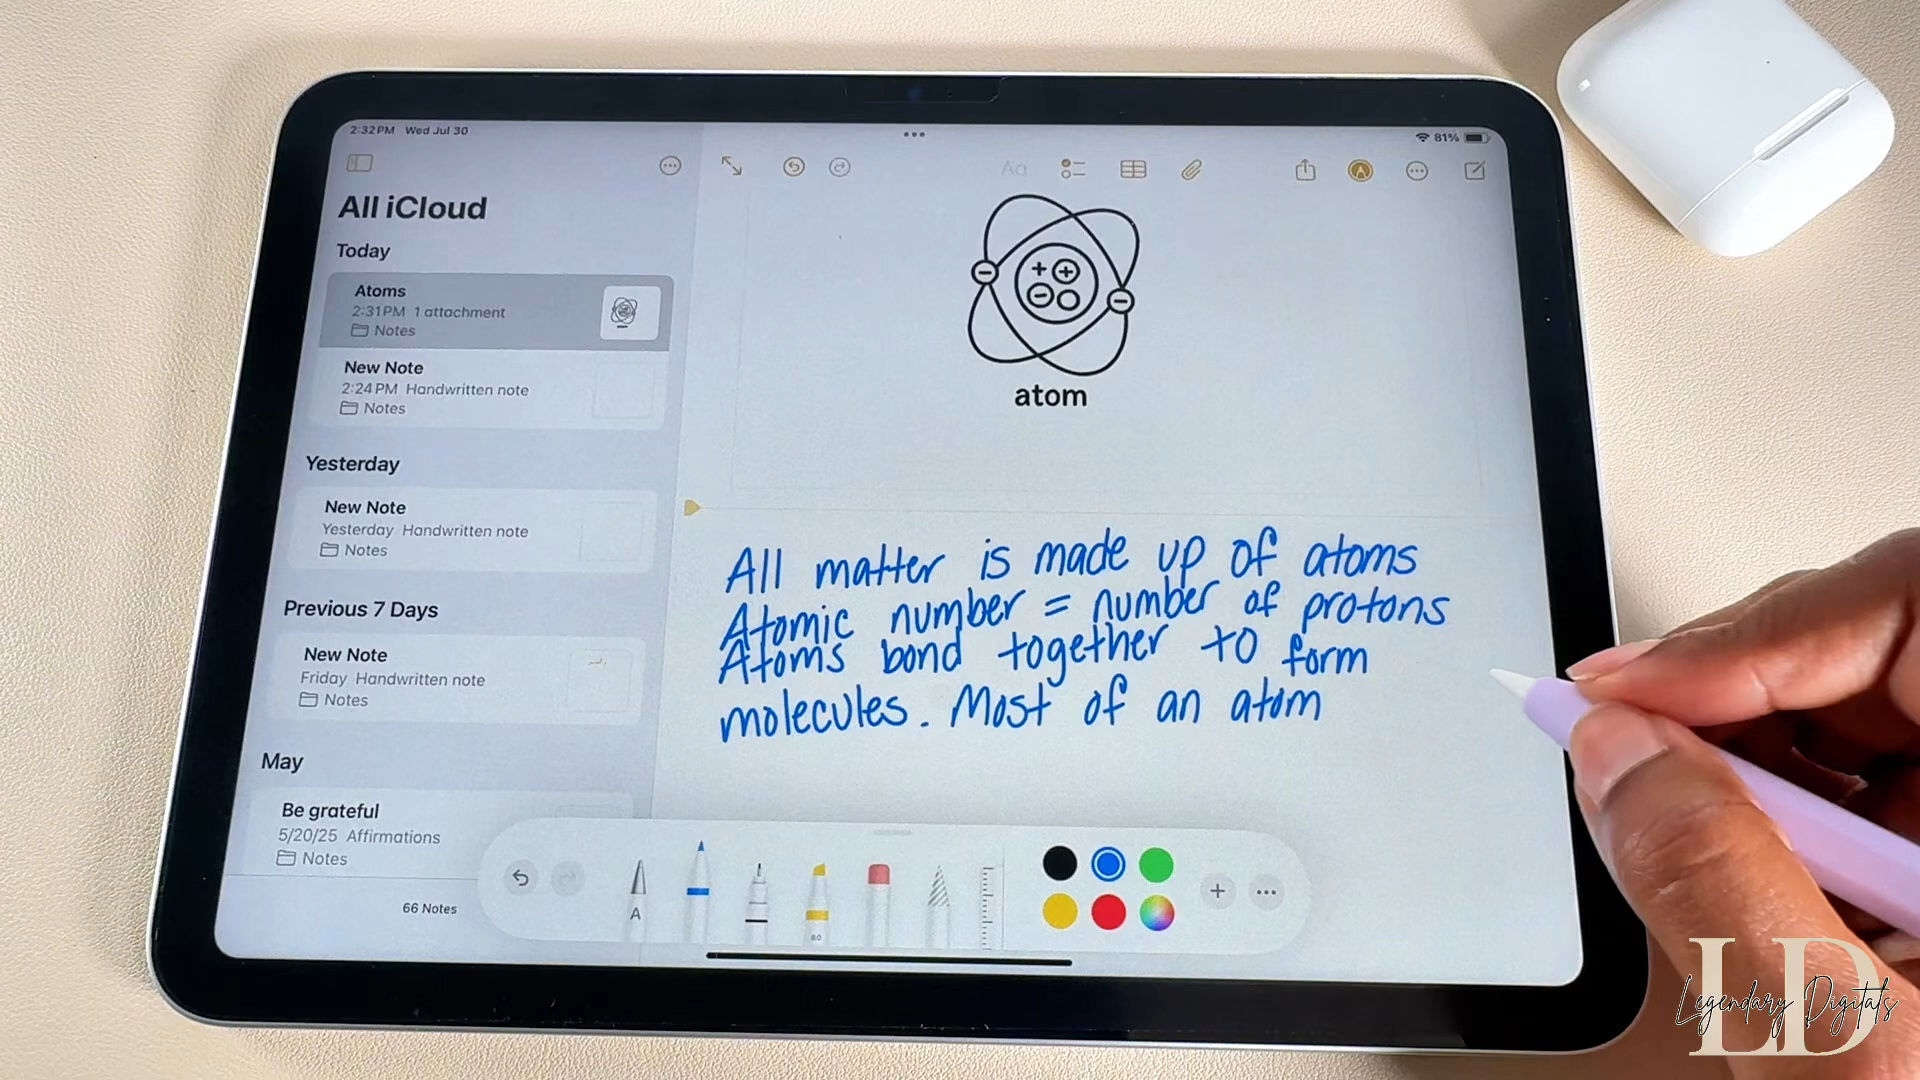 2:32 PM Wed Jul 30
81%
All iCloud
Today
Atoms
2:31 PM 1 attachment
Notes
New Note
2:24 PM Handwritten note
Notes
Yesterday
New Note
Yesterday Handwritten note
Notes
Previous 7 Days
New Note
Friday Handwritten note
Notes
May
Be grateful
5/20/25 Affirmations
Notes
66 Notes
Aa
atom
All matter is made up of atoms
Atomic number = number of protons
Atoms bond together to form
molecules. Most of an atom
A
80
LD
Legendary Digitals